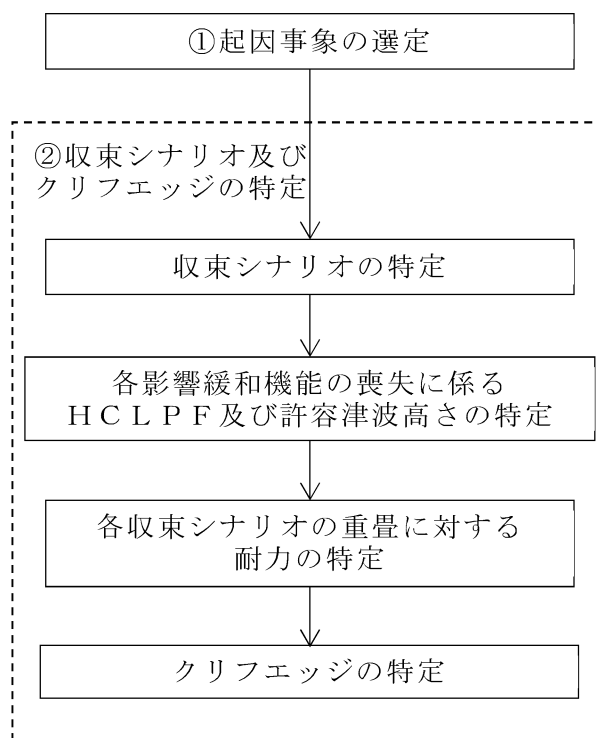 ①起因事象の選定
②収束シナリオ及び
クリフエッジの特定
収束シナリオの特定
各影響緩和機能の喪失に係る
ＨＣＬＰＦ及び許容津波高さの特定
各収束シナリオの重畳に対する
耐力の特定
クリフエッジの特定